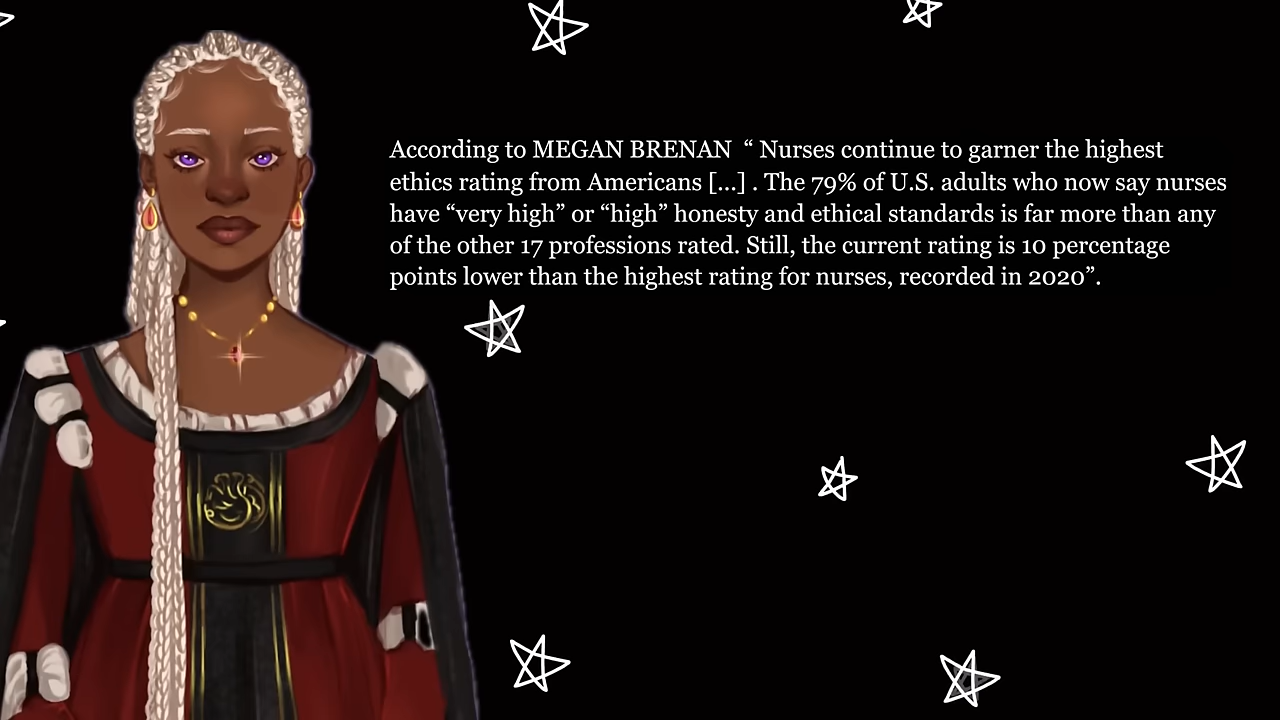 According to MEGAN BRENAN  “ Nurses continue to garner the highest
ethics rating from Americans [...] . The 79% of U.S. adults who now say nurses
have “very high” or “high” honesty and ethical standards is far more than any
of the other 17 professions rated. Still, the current rating is 10 percentage
points lower than the highest rating for nurses, recorded in 2020”.